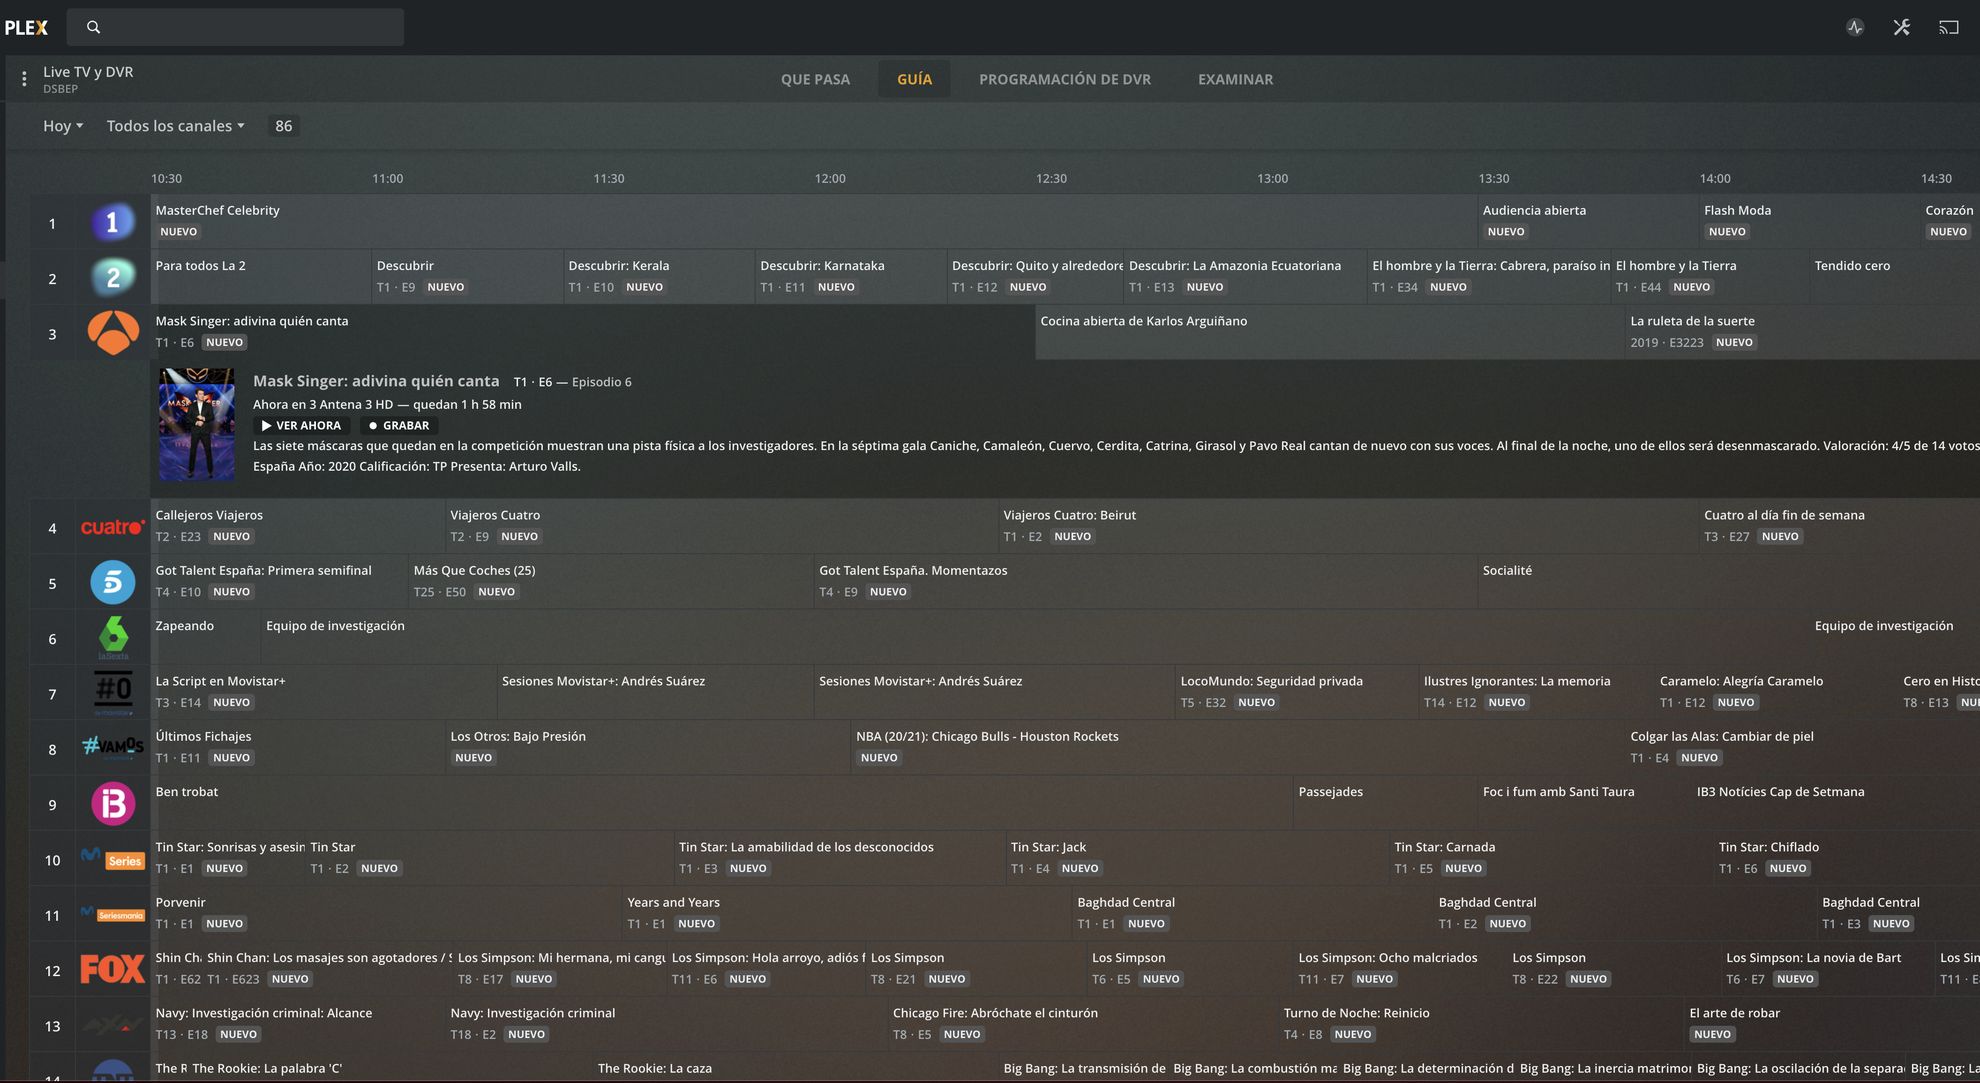 PLEX
Live TV y DVR
DSBEP
QUE PASA GUÍA PROGRAMACIÓN DE DVR EXAMINAR
Hoy Todos los canales 86
10:30 11:00 11:30 12:00 12:30 13:00 13:30 14:00 14:30
1 1 MasterChef Celebrity Audiencia abierta Flash Moda Corazón
NUEVO NUEVO NUEVO NUEVO
2 2 Para todos La 2 Descubrir Descubrir: Kerala Descubrir: Karnataka Descubrir: Quito y alrededore Descubrir: La Amazonia Ecuatoriana El hombre y la Tierra: Cabrera, paraíso in El hombre y la Tierra Tendido cero
T1 · E9 NUEVO T1 · E10 NUEVO T1 · E11 NUEVO T1 · E12 NUEVO T1 · E13 NUEVO T1 · E34 NUEVO T1 · E44 NUEVO
3 Mask Singer: adivina quién canta Cocina abierta de Karlos Arguiñano La ruleta de la suerte
T1 · E6 NUEVO 2019 · E3223 NUEVO
Mask Singer: adivina quién canta T1 · E6 — Episodio 6
Ahora en 3 Antena 3 HD — quedan 1 h 58 min
VER AHORA GRABAR
Las siete máscaras que quedan en la competición muestran una pista física a los investigadores. En la séptima gala Caniche, Camaleón, Cuervo, Cerdita, Catrina, Girasol y Pavo Real cantan de nuevo con sus voces. Al final de la noche, uno de ellos será desenmascarado. Valoración: 4/5 de 14 votos
España Año: 2020 Calificación: TP Presenta: Arturo Valls.
4 cuatro Callejeros Viajeros Viajeros Cuatro Viajeros Cuatro: Beirut Cuatro al día fin de semana
T2 · E23 NUEVO T2 · E9 NUEVO T1 · E2 NUEVO T3 · E27 NUEVO
5 5 Got Talent España: Primera semifinal Más Que Coches (25) Got Talent España. Momentazos Socialité
T4 · E10 NUEVO T25 · E50 NUEVO T4 · E9 NUEVO
6 laSexta Zapeando Equipo de investigación Equipo de investigación
7 #0 La Script en Movistar+ Sesiones Movistar+: Andrés Suárez Sesiones Movistar+: Andrés Suárez LocoMundo: Seguridad privada Ilustres Ignorantes: La memoria Caramelo: Alegría Caramelo Cero en Histo
T3 · E14 NUEVO T5 · E32 NUEVO T14 · E12 NUEVO T1 · E12 NUEVO T8 · E13 NU
8 #VAMOS Últimos Fichajes Los Otros: Bajo Presión NBA (20/21): Chicago Bulls - Houston Rockets Colgar las Alas: Cambiar de piel
T1 · E11 NUEVO NUEVO NUEVO T1 · E4 NUEVO
9 IB Ben trobat Passejades Foc i fum amb Santi Taura IB3 Notícies Cap de Setmana
10 Series Tin Star: Sonrisas y asesin Tin Star Tin Star: La amabilidad de los desconocidos Tin Star: Jack Tin Star: Carnada Tin Star: Chiflado
T1 · E1 NUEVO T1 · E2 NUEVO T1 · E3 NUEVO T1 · E4 NUEVO T1 · E5 NUEVO T1 · E6 NUEVO
11 Seriesmanía Porvenir Years and Years Baghdad Central Baghdad Central Baghdad Central
T1 · E1 NUEVO T1 · E1 NUEVO T1 · E1 NUEVO T1 · E2 NUEVO T1 · E3 NUEVO
12 FOX Shin Cha Shin Chan: Los masajes son agotadores / S Los Simpson: Mi hermana, mi cangu Los Simpson: Hola arroyo, adiós f Los Simpson Los Simpson Los Simpson: Ocho malcriados Los Simpson Los Simpson: La novia de Bart Los Sim
T1 · E62 T1 · E623 NUEVO T8 · E17 NUEVO T11 · E6 NUEVO T8 · E21 NUEVO T6 · E5 NUEVO T11 · E7 NUEVO T8 · E22 NUEVO T6 · E7 NUEVO T11 · E
13 AXN Navy: Investigación criminal: Alcance Navy: Investigación criminal Chicago Fire: Abróchate el cinturón Turno de Noche: Reinicio El arte de robar
T13 · E18 NUEVO T18 · E2 NUEVO T8 · E5 NUEVO T4 · E8 NUEVO NUEVO
14 The R The Rookie: La palabra 'C' The Rookie: La caza Big Bang: La transmisión de Big Bang: La combustión ma Big Bang: La determinación d Big Bang: La inercia matrimor Big Bang: La oscilación de la separa Big Bang: La